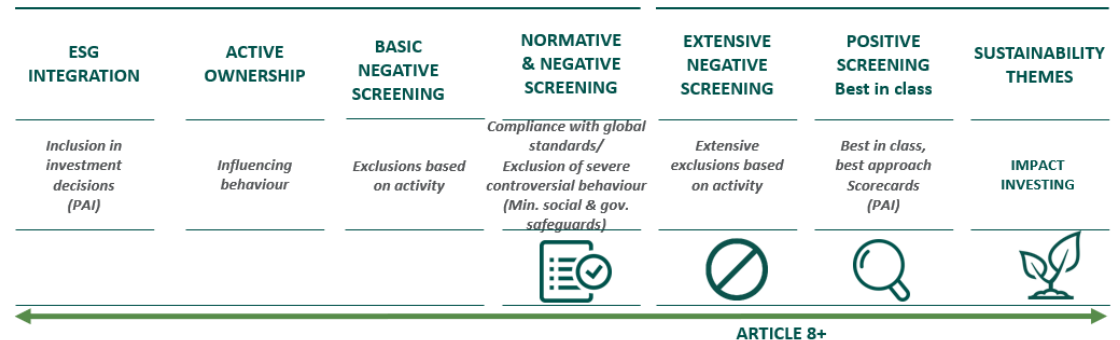 ESG
INTEGRATION
ACTIVE
OWNERSHIP
BASIC
NEGATIVE
SCREENING
NORMATIVE
& NEGATIVE
SCREENING
EXTENSIVE
NEGATIVE
SCREENING
POSITIVE
SCREENING
Best in class
SUSTAINABILITY
THEMES
Inclusion in
investment
decisions
(PAI)
Influencing
behaviour
Exclusions based
on activity
Compliance with global
standards/
Exclusion of severe
controversial behaviour
(Min. social & gov.
safeguards)
Extensive
exclusions based
on activity
Best in class,
best approach
Scorecards
(PAI)
IMPACT
INVESTING
ARTICLE 8+